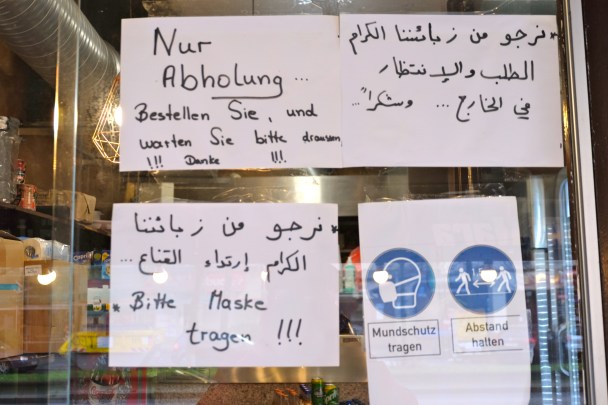 Nur
Abholung...
Bestellen Sie, und
warten Sie bitte draussen
!!! Danke !!!
* نرجو من زبائننا الكرام
الطلب والإنتظار
في الخارج ... وشكراً...
* نرجو من زبائننا
الكرام إرتداء القناع...
* Bitte Maske
tragen !!!
Mundschutz
tragen
Abstand
halten